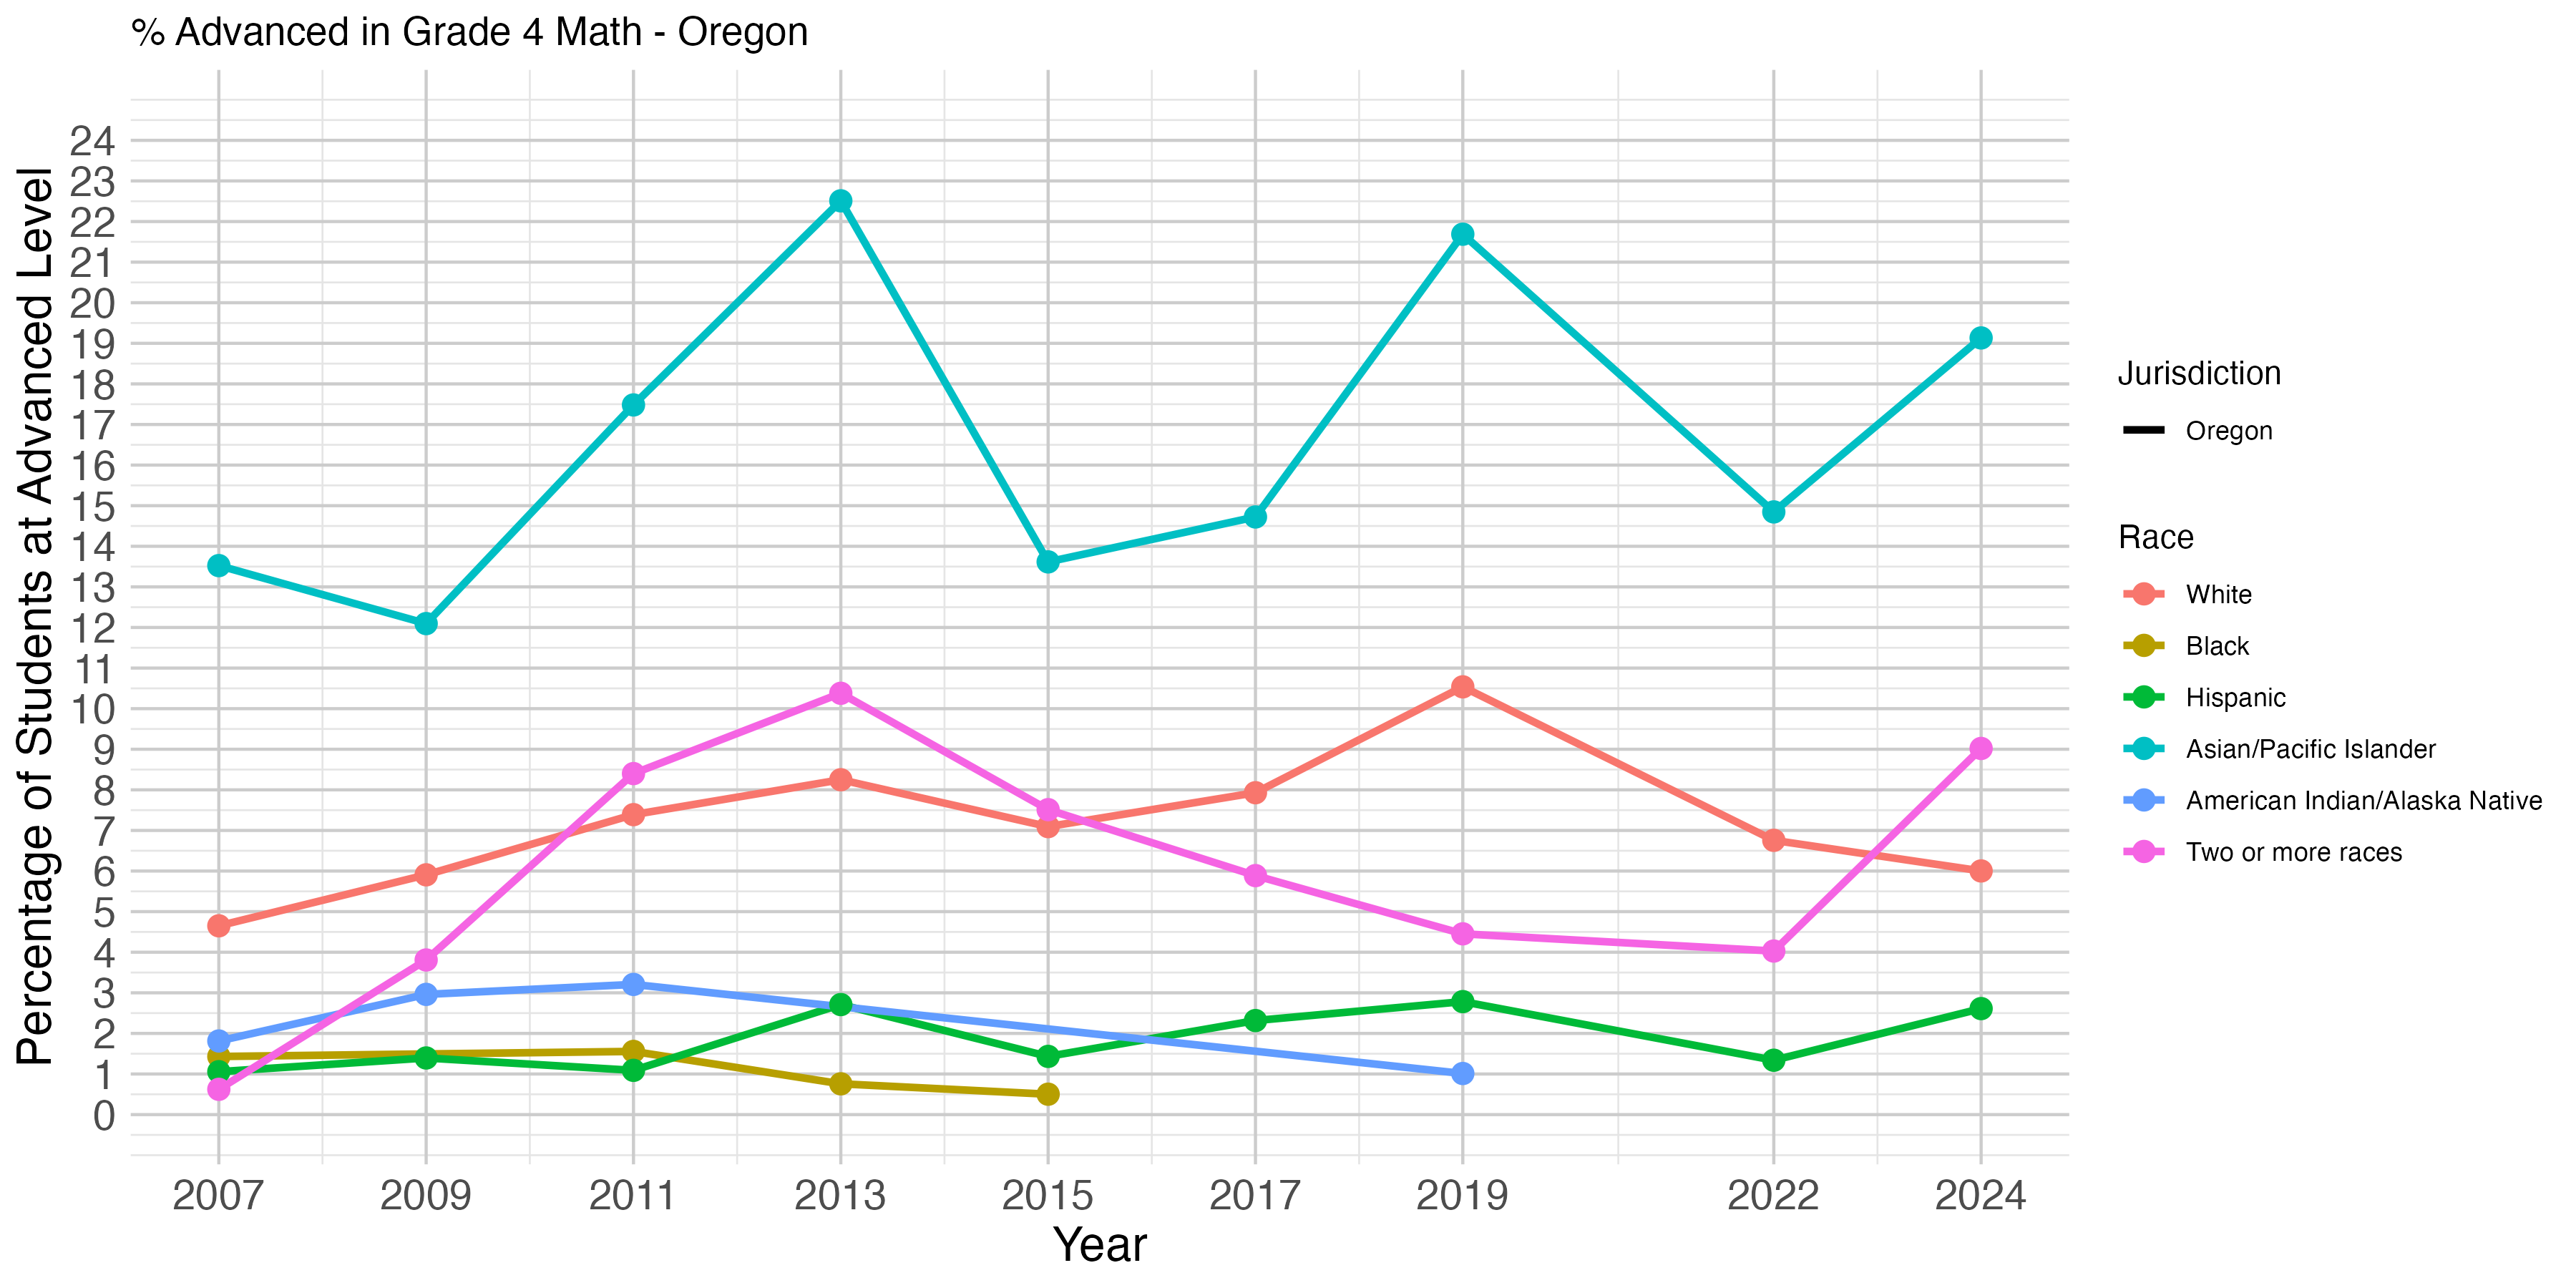 % Advanced in Grade 4 Math - Oregon
Percentage of Students at Advanced Level
24
23
22
21
20
19
18
17
16
15
14
13
12
11
10
9
8
7
6
5
4
3
2
1
0
2007 2009 2011 2013 2015 2017 2019 2022 2024
Year
Jurisdiction
Oregon
Race
White
Black
Hispanic
Asian/Pacific Islander
American Indian/Alaska Native
Two or more races